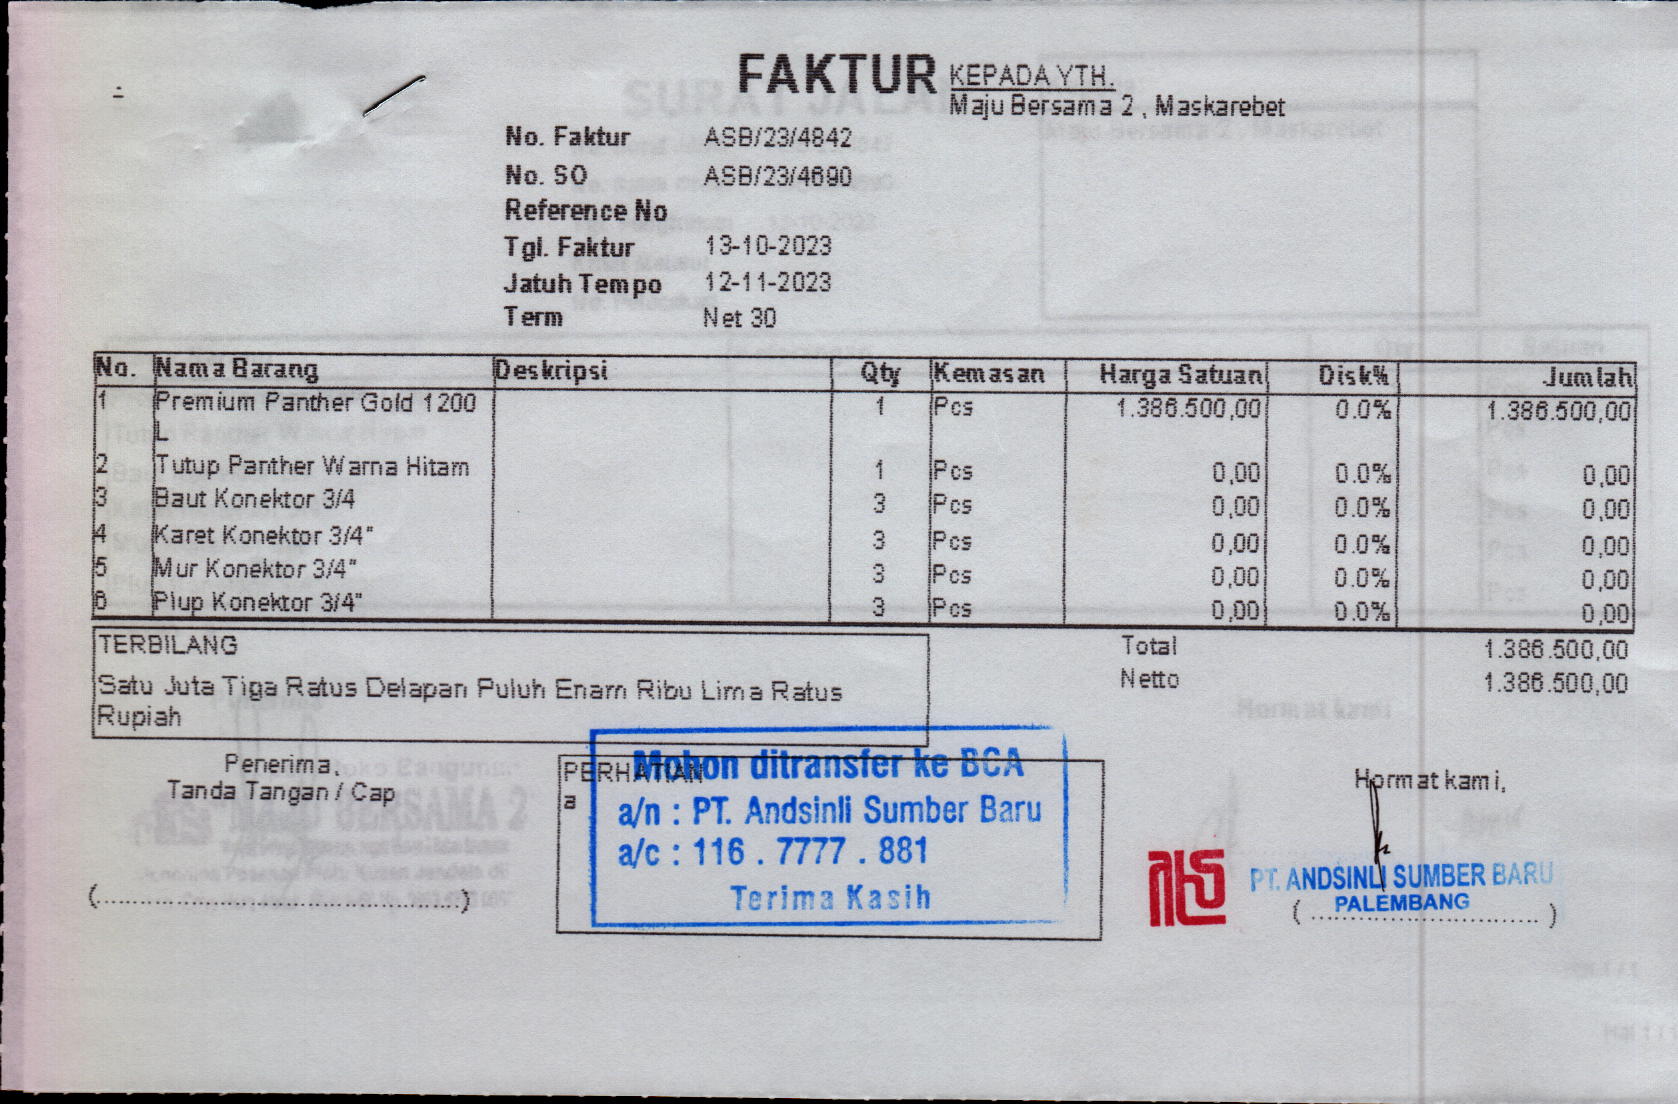 FAKTUR
KEPADA YTH.
Maju Bersama 2 , Maskarebet
No. Faktur ASB/23/4842
No. SO ASB/23/4690
Reference No
Tgl. Faktur 13-10-2023
Jatuh Tempo 12-11-2023
Term Net 30
No. Nama Barang Deskripsi Qty Kemasan Harga Satuan Disk% Jumlah
1 Premium Panther Gold 1200 1 Pcs 1.386.500,00 0.0% 1.386.500,00
L
2 Tutup Panther Warna Hitam 1 Pcs 0,00 0.0% 0,00
3 Baut Konektor 3/4 3 Pcs 0,00 0.0% 0,00
4 Karet Konektor 3/4" 3 Pcs 0,00 0.0% 0,00
5 Mur Konektor 3/4" 3 Pcs 0,00 0.0% 0,00
6 Plup Konektor 3/4" 3 Pcs 0,00 0.0% 0,00
TERBILANG
Satu Juta Tiga Ratus Delapan Puluh Enam Ribu Lima Ratus
Rupiah
Total 1.386.500,00
Netto 1.386.500,00
Penerima,
Tanda Tangan / Cap
(................................................)
PERHATIAN
a
Mohon ditransfer ke BCA
a/n : PT. Andsinli Sumber Baru
a/c : 116 . 7777 . 881
Terima Kasih
Hormat kami,
PT. ANDSINLI SUMBER BARU
PALEMBANG
( .............................. )